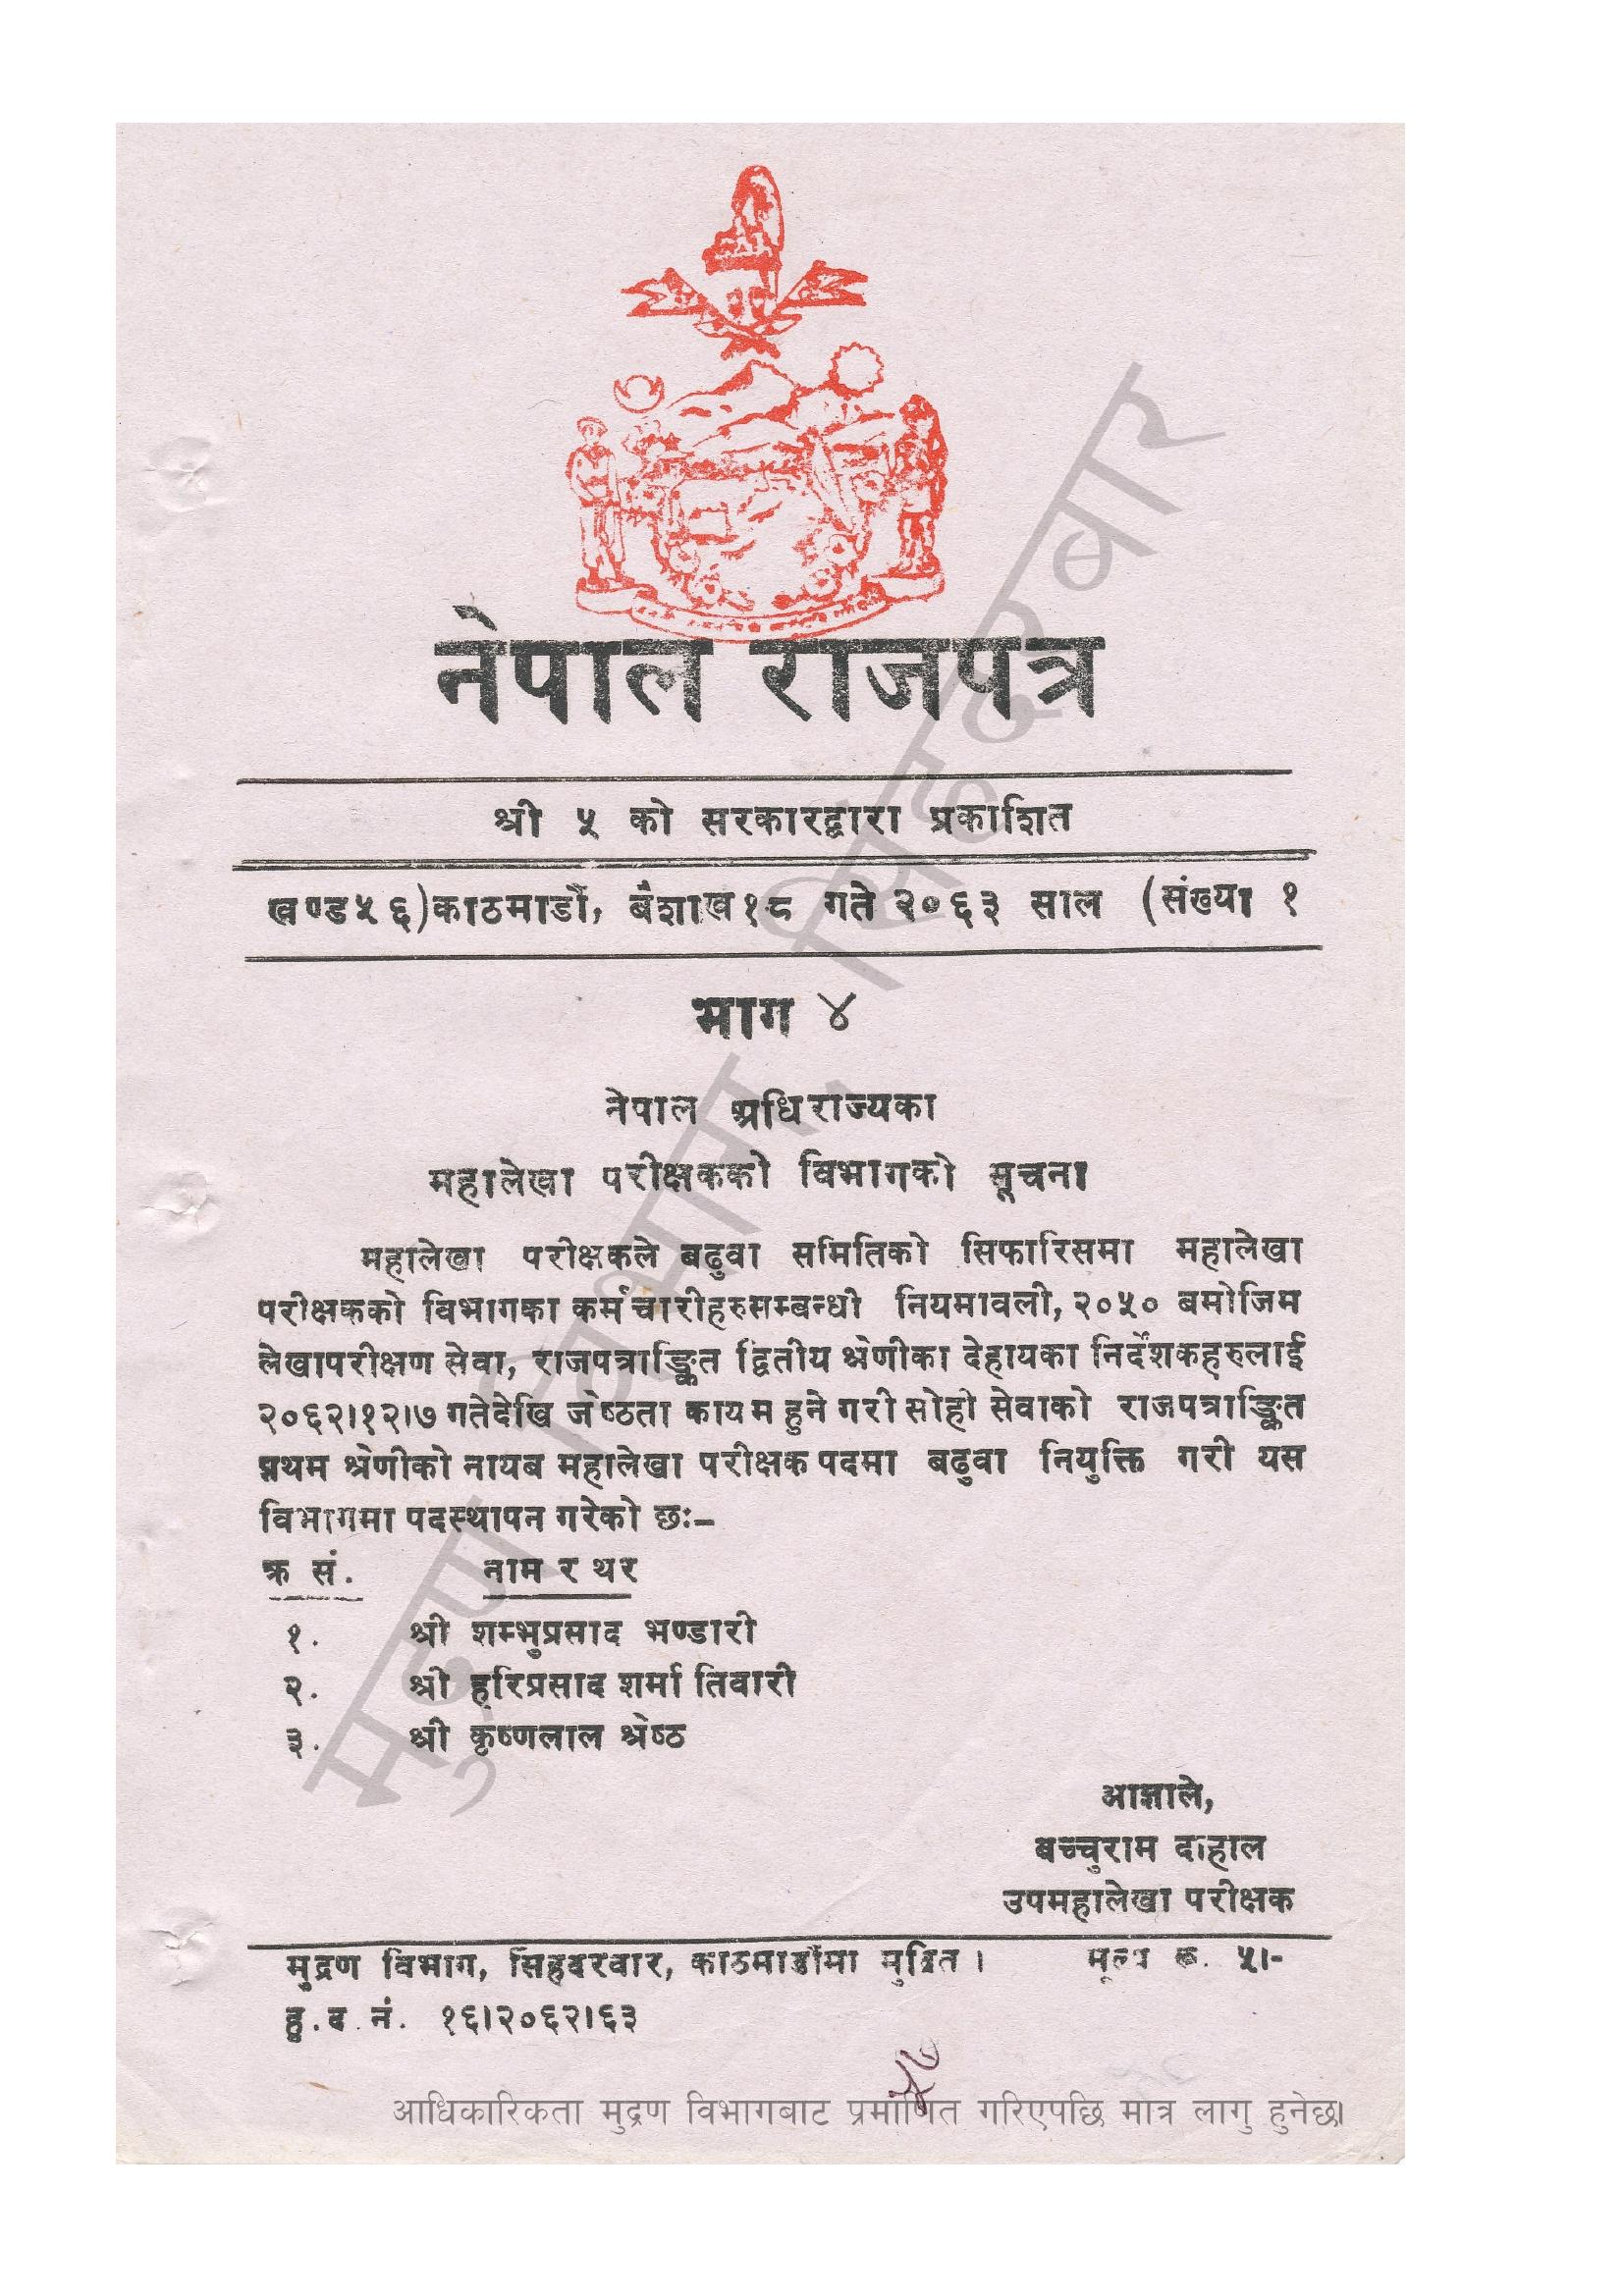 नेपाल राजपत्र
श्री ५ को सरकारद्वारा प्रकाशित
खण्ड ५६) काठमाडौं, बैशाख १८ गते २०६३ साल (संख्या १
भाग ४
नेपाल अधिराज्यका
महालेखा परीक्षकको विभागको सूचना
महालेखा परीक्षकले बढुवा समितिको सिफारिसमा महालेखा
परीक्षकको विभागका कर्मचारीहरुसम्बन्धी नियमावली, २०५० बमोजिम
लेखापरीक्षण सेवा, राजपत्राङ्कित द्वितीय श्रेणीका देहायका निर्देशकहरुलाई
२०६२।१२।७ गतेदेखि जेष्ठता कायम हुने गरी सोही सेवाको राजपत्राङ्कित
प्रथम श्रेणीको नायब महालेखा परीक्षक पदमा बढुवा नियुक्ति गरी यस
विभागमा पदस्थापन गरेको छः–
क्र सं. नाम र थर
१. श्री शम्भुप्रसाद भण्डारी
२. श्री हरिप्रसाद शर्मा तिवारी
३. श्री कृष्णलाल श्रेष्ठ
आज्ञाले,
बच्चुराम दाहाल
उपमहालेखा परीक्षक
मुद्रण विभाग, सिंहदरवार, काठमाडौंमा मुद्रित । मूल्य रु. ५।-
हु. द. नं. १६।२०६२।६३
आधिकारिकता मुद्रण विभागबाट प्रमाणित गरिएपछि मात्र लागु हुनेछ।
मुद्रण विभाग, सिंहदरबार